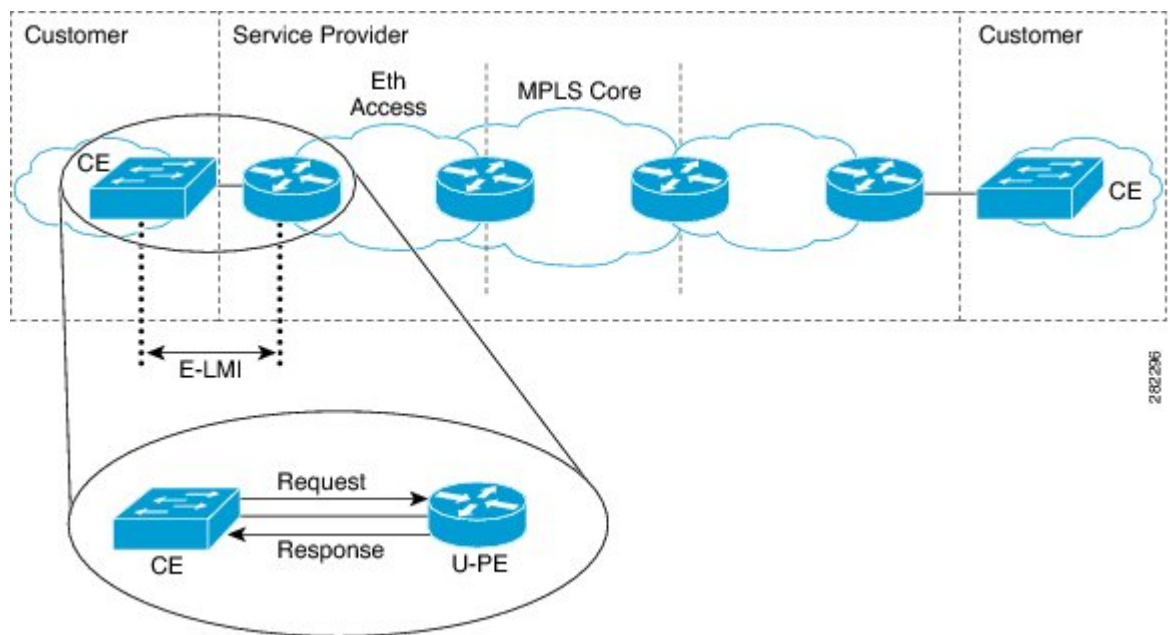 Customer
Service Provider
Customer
Eth
Access
MPLS Core
CE
CE
E-LMI
282296
Request
Response
CE
U-PE